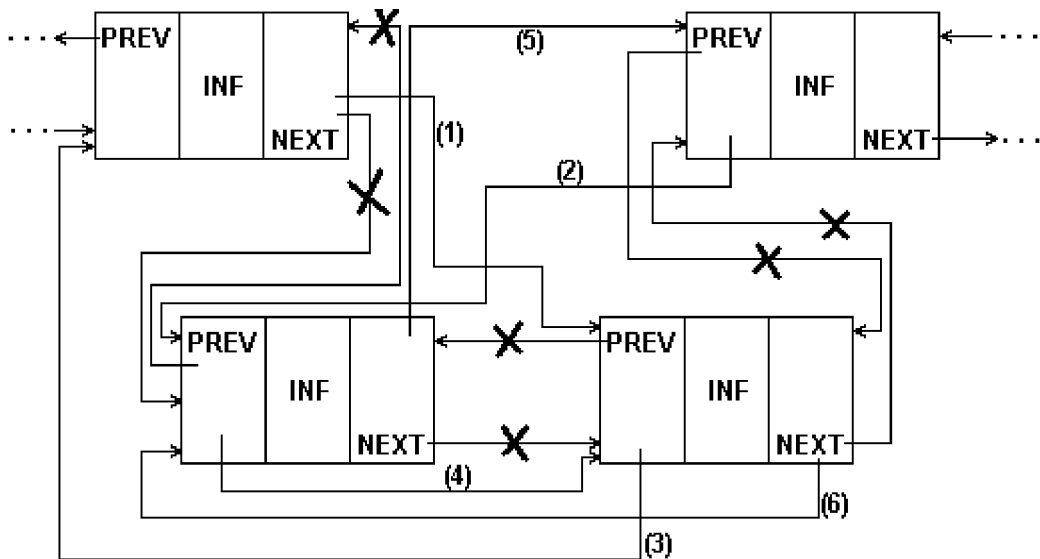 PREV INF NEXT
(1)
(5)
PREV INF NEXT
(2)
PREV INF NEXT
PREV INF NEXT
(4)
(6)
(3)